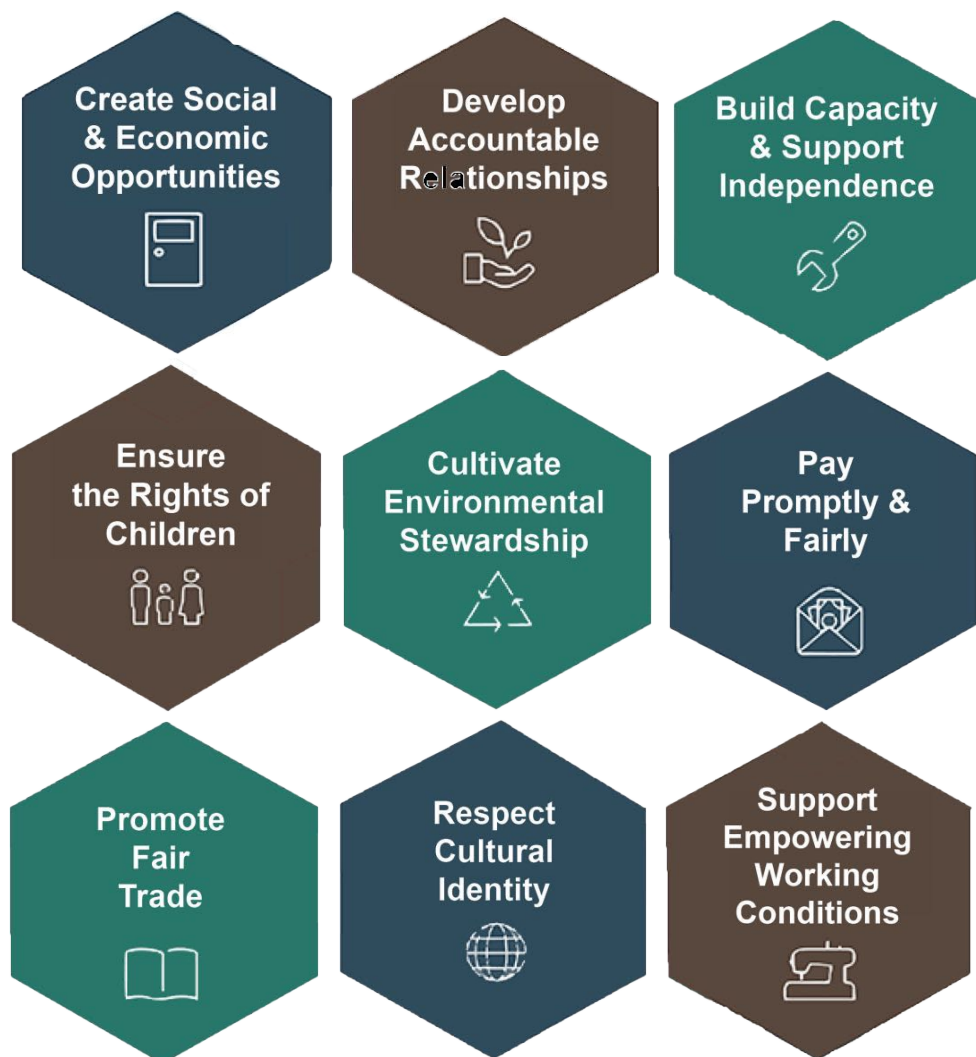 Create Social
& Economic
Opportunities
Develop
Accountable
Relationships
Build Capacity
& Support
Independence
Ensure
the Rights of
Children
Cultivate
Environmental
Stewardship
Pay
Promptly &
Fairly
Promote
Fair
Trade
Respect
Cultural
Identity
Support
Empowering
Working
Conditions